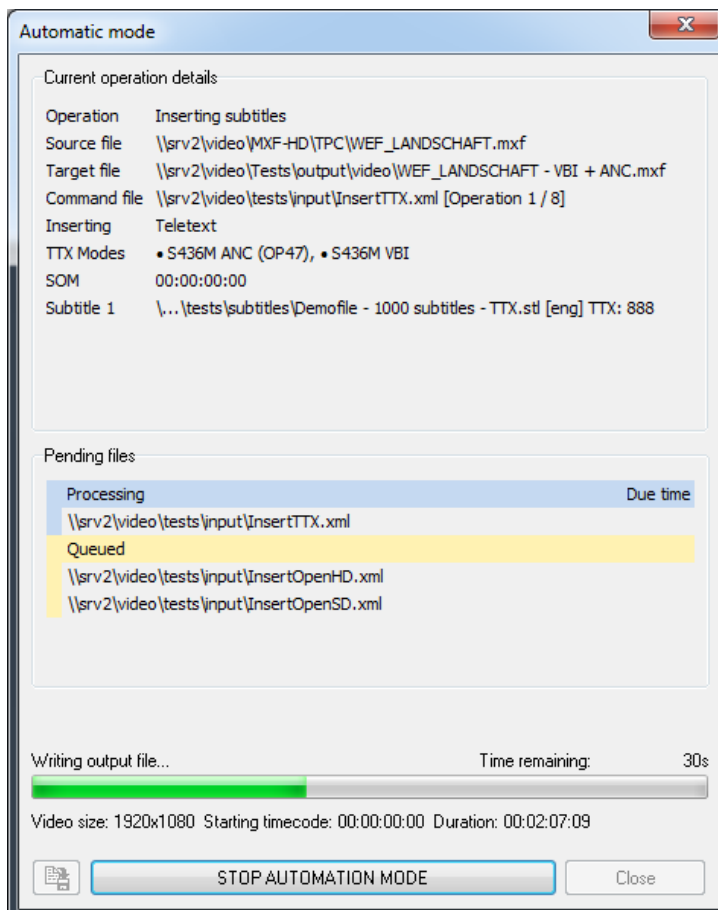 Automatic mode
Current operation details
Operation Inserting subtitles
Source file \\srv2\video\MXF-HD\TPC\WEF_LANDSCHAFT.mxf
Target file \\srv2\video\Tests\output\video\WEF_LANDSCHAFT - VBI + ANC.mxf
Command file \\srv2\video\tests\input\InsertTTX.xml [Operation 1 / 8]
Inserting Teletext
TTX Modes • S436M ANC (OP47), • S436M VBI
SOM 00:00:00:00
Subtitle 1 \...\tests\subtitles\Demofile - 1000 subtitles - TTX.stl [eng] TTX: 888
Pending files
Processing Due time
\\srv2\video\tests\input\InsertTTX.xml
Queued
\\srv2\video\tests\input\InsertOpenHD.xml
\\srv2\video\tests\input\InsertOpenSD.xml
Writing output file... Time remaining: 30s
Video size: 1920x1080 Starting timecode: 00:00:00:00 Duration: 00:02:07:09
STOP AUTOMATION MODE Close